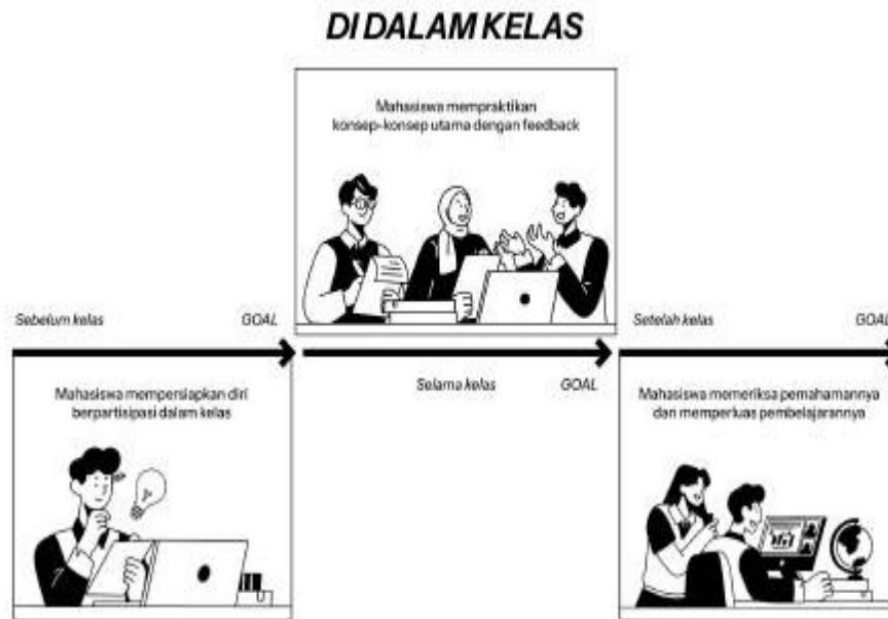 DI DALAM KELAS
Mahasiswa mempraktikan
konsep-konsep utama dengan feedback
Sebelum kelas
GOAL
Setelah kelas
GOAL
Mahasiswa mempersiapkan diri
berpartisipasi dalam kelas
Selama kelas
GOAL
Mahasiswa memeriksa pemahamannya
dan memperluas pembelajarannya